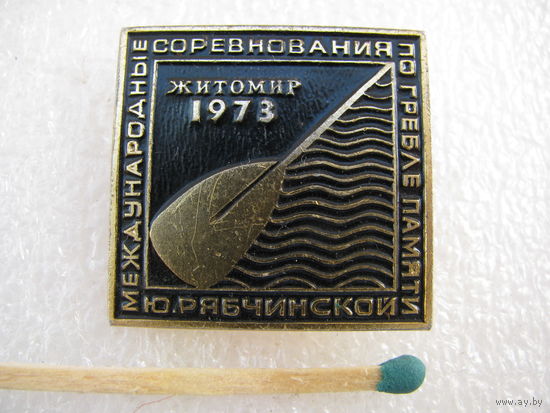 МЕЖДУНАРОДНЫЕ
СОРЕВНОВАНИЯ
ПО ГРЕБЛЕ ПАМЯТИ
Ю.РЯБЧИНСКОЙ
ЖИТОМИР
1973
www.ay.by